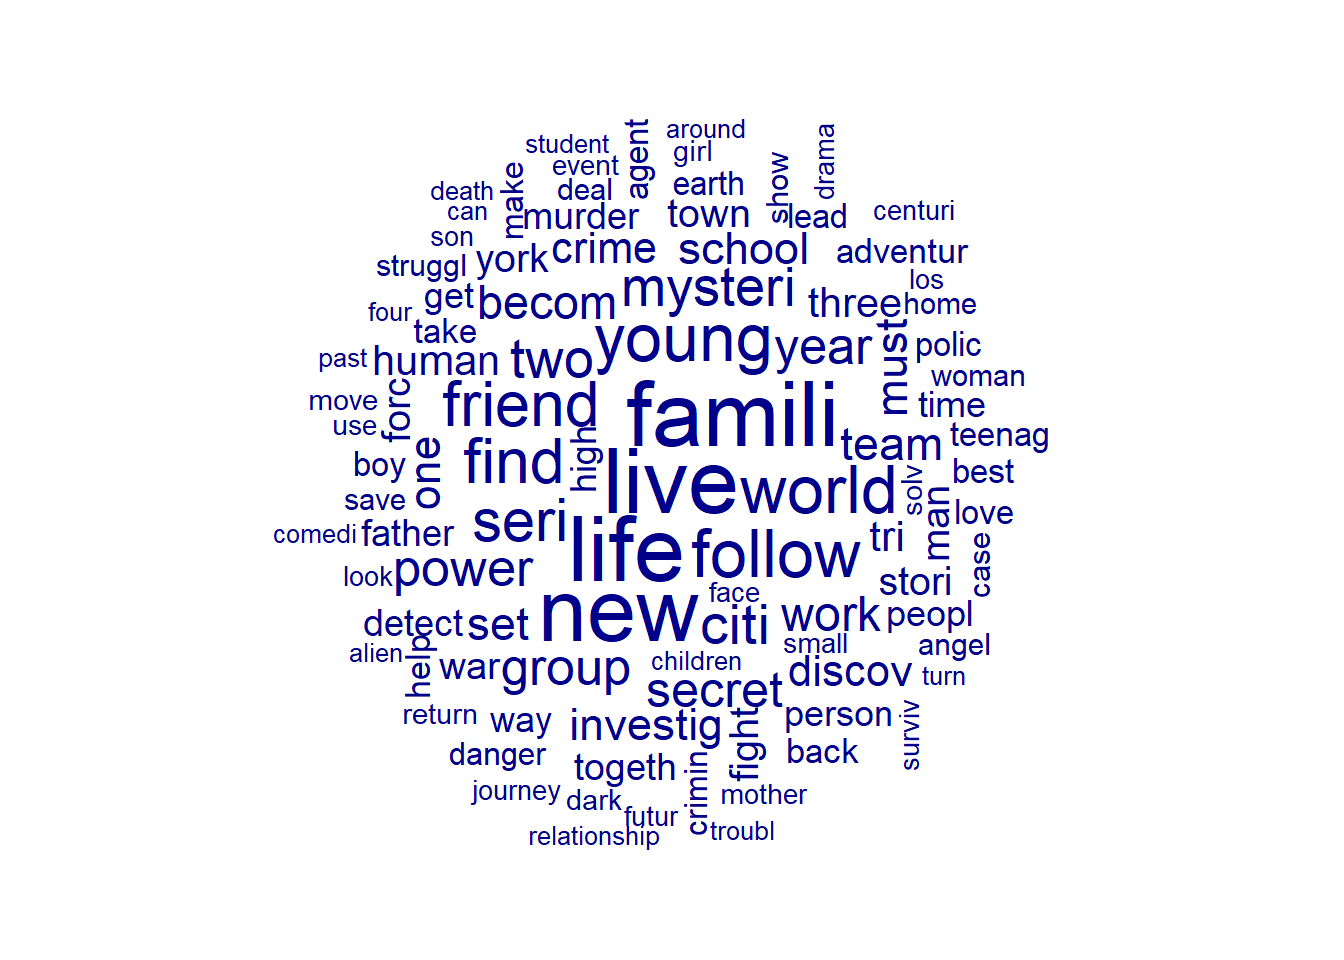 student
around
girl
event
agent
drama
death
make
deal
earth
show
can
murder
town
lead
centuri
son
york
crime
school
adventur
struggl
get
becom
mysteri
three
los
home
four
take
young
year
must
polic
past
human
two
woman
move
forc
friend
famili
time
use
team
teenag
boy
one
find
high
live
world
solv
best
save
comedi
father
seri
life
follow
tri
man
love
case
look
power
face
stori
detect
set
new
citi
work
peopl
alien
help
war
group
children
small
angel
secret
discov
turn
return
way
investig
fight
person
surviv
danger
togeth
back
journey
dark
crimin
mother
futur
relationship
troubl